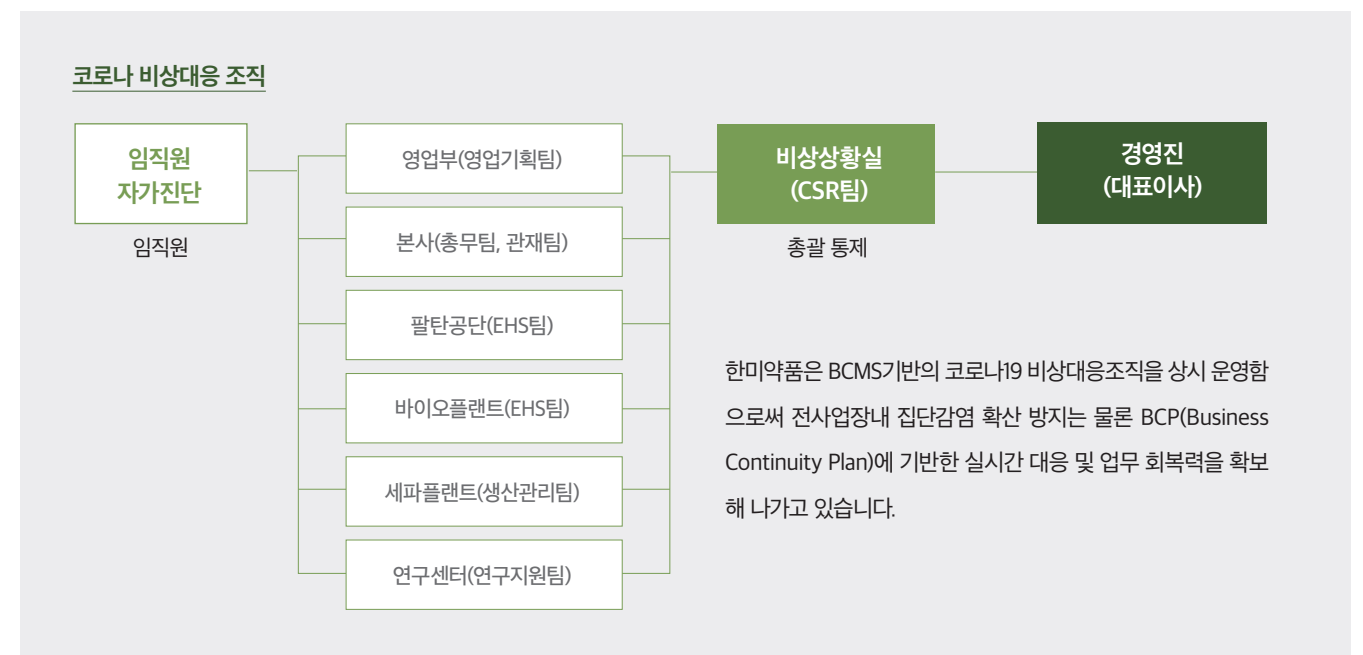 코로나 비상대응 조직
임직원
자가진단
임직원
영업부(영업기획팀)
본사(총무팀, 관재팀)
팔탄공단(EHS팀)
바이오플랜트(EHS팀)
세파플랜트(생산관리팀)
연구센터(연구지원팀)
비상상황실
(CSR팀)
총괄 통제
경영진
(대표이사)
한미약품은 BCMS기반의 코로나19 비상대응조직을 상시 운영함
으로써 전사업장내 집단감염 확산 방지는 물론 BCP(Business
Continuity Plan)에 기반한 실시간 대응 및 업무 회복력을 확보
해 나가고 있습니다.